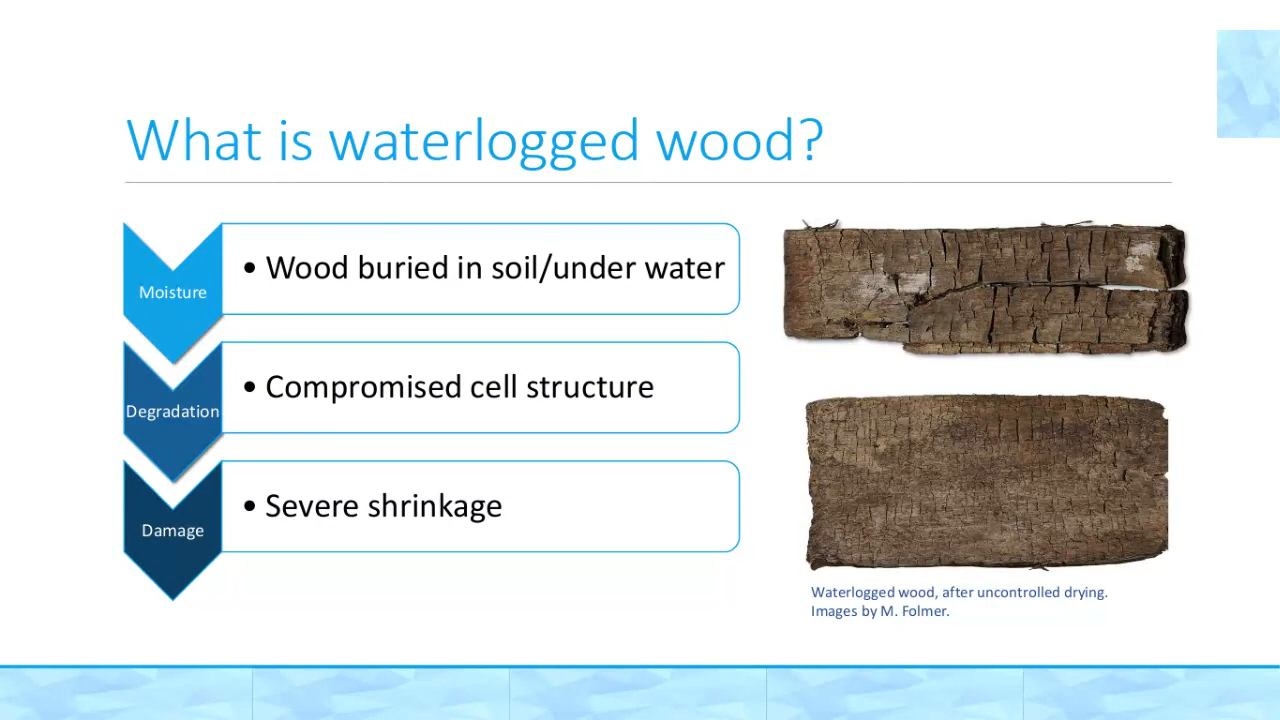 What is waterlogged wood?
Moisture
• Wood buried in soil/under water
Degradation
• Compromised cell structure
Damage
• Severe shrinkage
Waterlogged wood, after uncontrolled drying.
Images by M. Folmer.